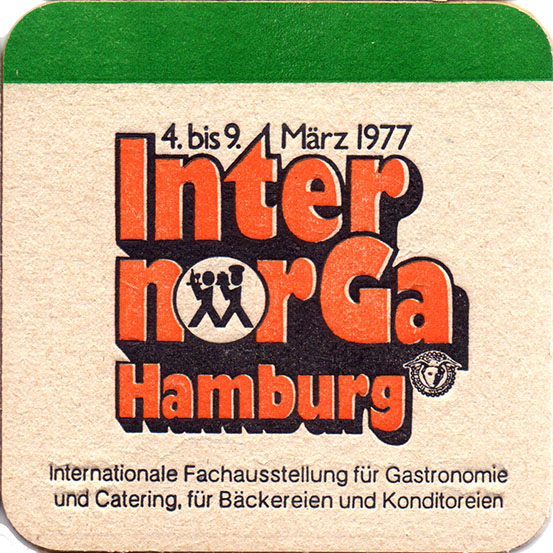 4. bis 9. März 1977
Inter
norGa
Hamburg
Internationale Fachausstellung für Gastronomie
und Catering, für Bäckereien und Konditoreien